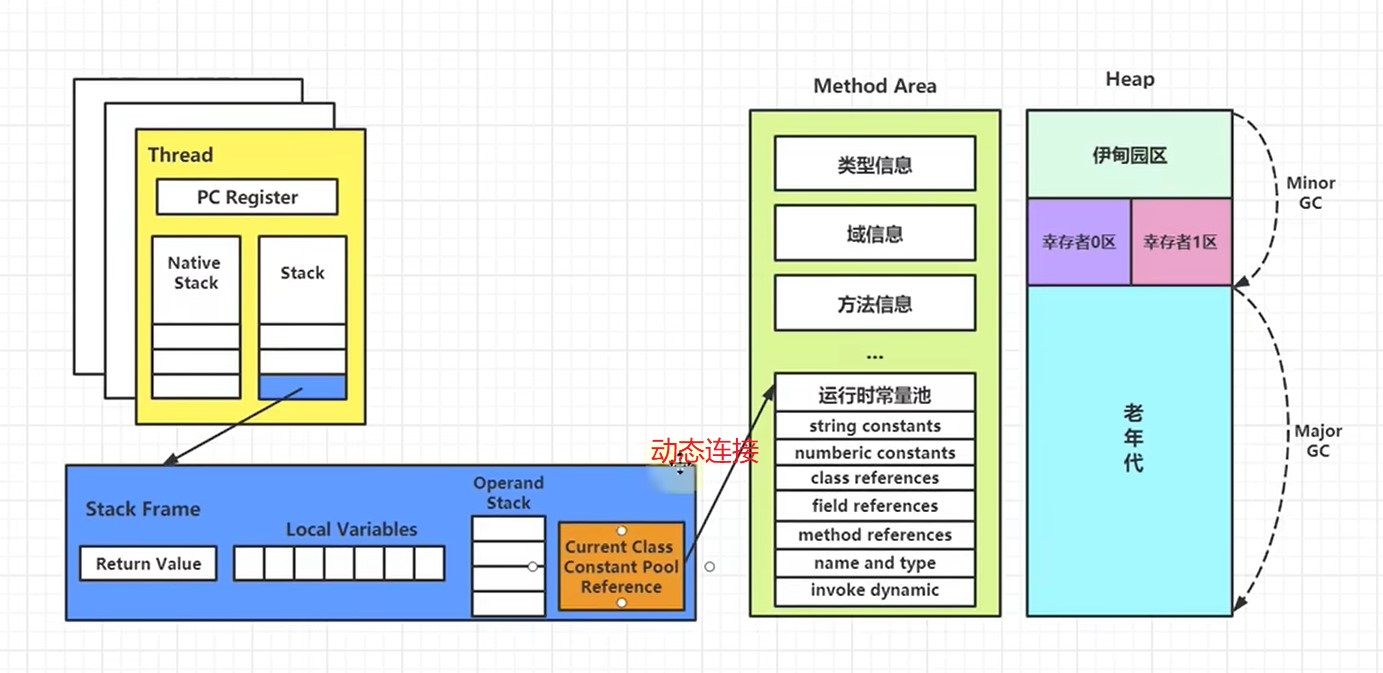 Thread
PC Register
Native
Stack
Stack
Stack Frame
Return Value
Local Variables
Operand
Stack
Current Class
Constant Pool
Reference
动态连接
Method Area
类型信息
域信息
方法信息
...
运行时常量池
string constants
numberic constants
class references
field references
method references
name and type
invoke dynamic
Heap
伊甸园区
幸存者0区
幸存者1区
老
年
代
Minor
GC
Major
GC